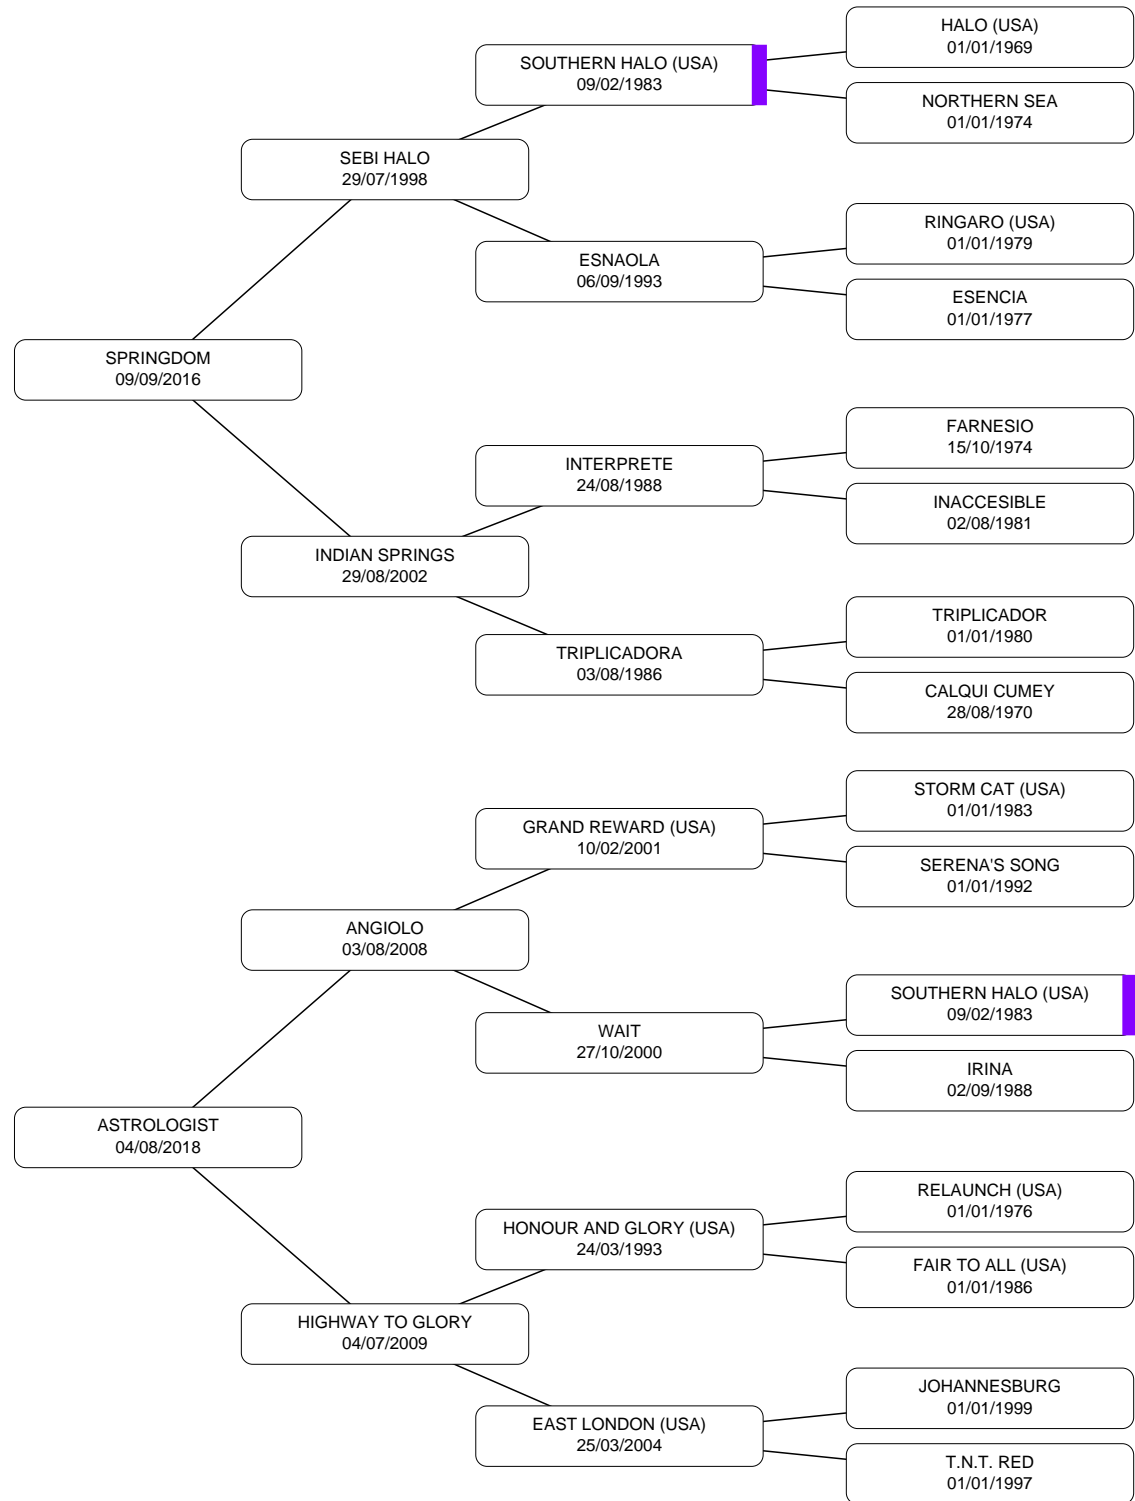 HALO (USA)
01/01/1969
SOUTHERN HALO (USA)
09/02/1983
NORTHERN SEA
01/01/1974
SEBI HALO
29/07/1998
RINGARO (USA)
01/01/1979
ESNAOLA
06/09/1993
ESENCIA
01/01/1977
SPRINGDOM
09/09/2016
FARNESIO
15/10/1974
INTERPRETE
24/08/1988
INACCESIBLE
02/08/1981
INDIAN SPRINGS
29/08/2002
TRIPLICADOR
01/01/1980
TRIPLICADORA
03/08/1986
CALQUI CUMEY
28/08/1970
STORM CAT (USA)
01/01/1983
GRAND REWARD (USA)
10/02/2001
SERENA'S SONG
01/01/1992
ANGIOLO
03/08/2008
SOUTHERN HALO (USA)
09/02/1983
WAIT
27/10/2000
IRINA
02/09/1988
ASTROLOGIST
04/08/2018
RELAUNCH (USA)
01/01/1976
HONOUR AND GLORY (USA)
24/03/1993
FAIR TO ALL (USA)
01/01/1986
HIGHWAY TO GLORY
04/07/2009
JOHANNESBURG
01/01/1999
EAST LONDON (USA)
25/03/2004
T.N.T. RED
01/01/1997